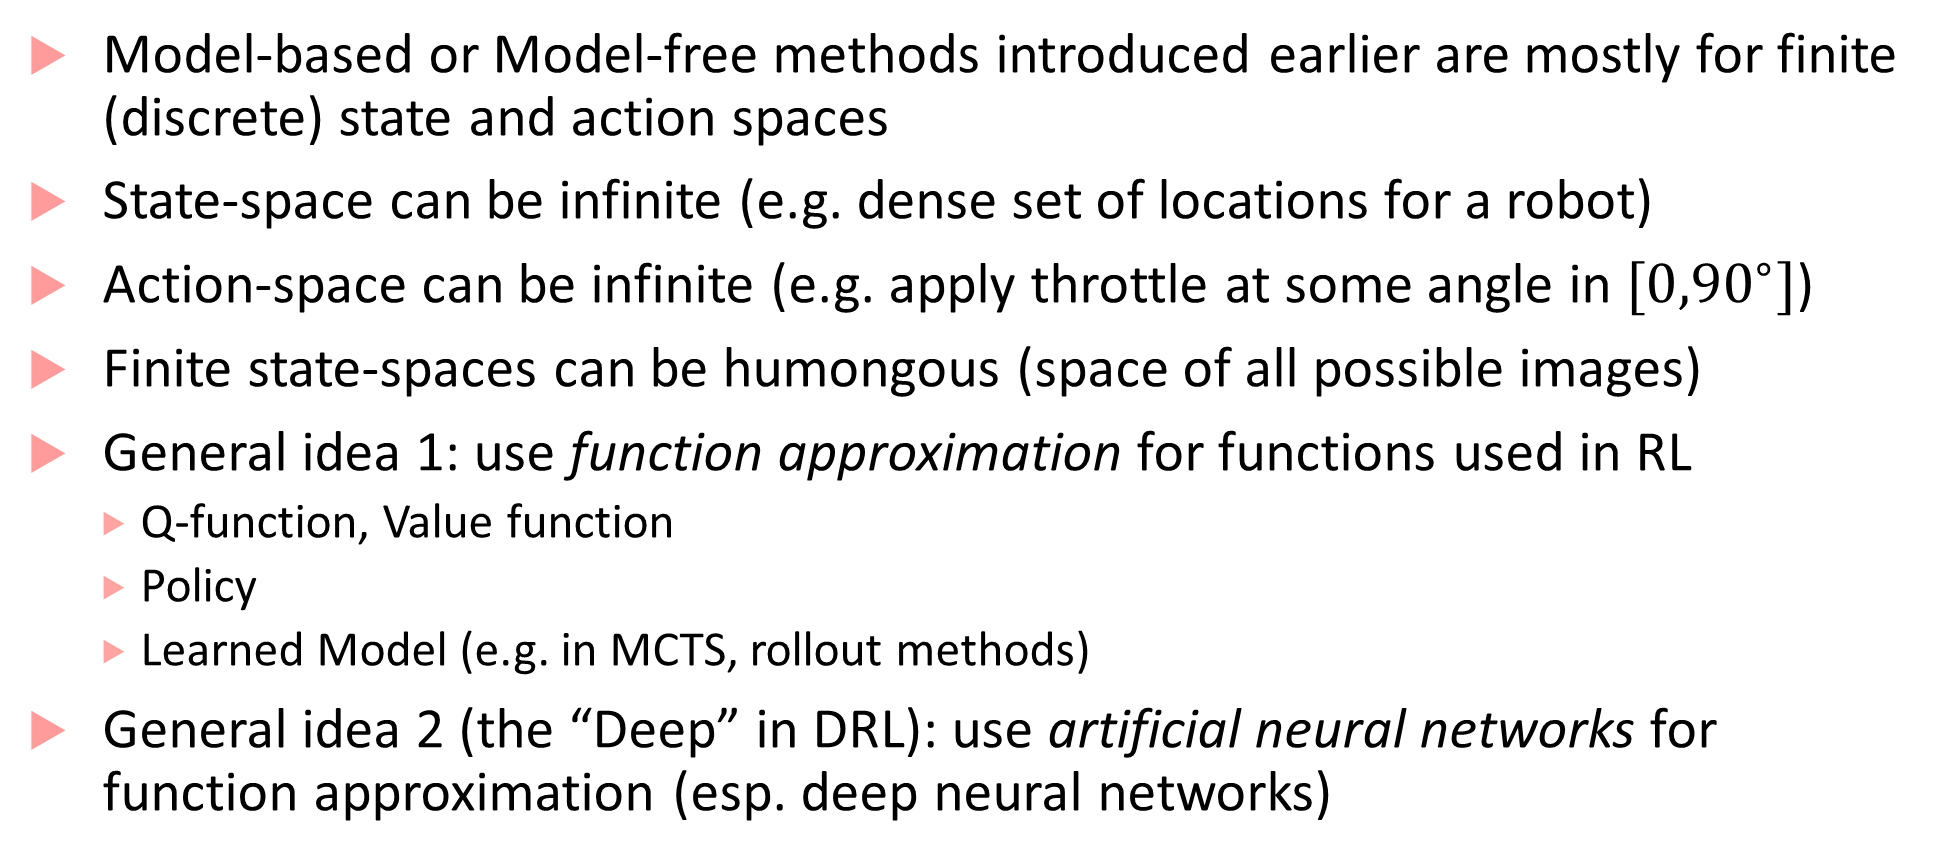 Model-based or Model-free methods introduced earlier are mostly for finite
(discrete) state and action spaces
State-space can be infinite (e.g. dense set of locations for a robot)
Action-space can be infinite (e.g. apply throttle at some angle in [0,90°])
Finite state-spaces can be humongous (space of all possible images)
General idea 1: use function approximation for functions used in RL
Q-function, Value function
Policy
Learned Model (e.g. in MCTS, rollout methods)
General idea 2 (the “Deep” in DRL): use artificial neural networks for
function approximation (esp. deep neural networks)